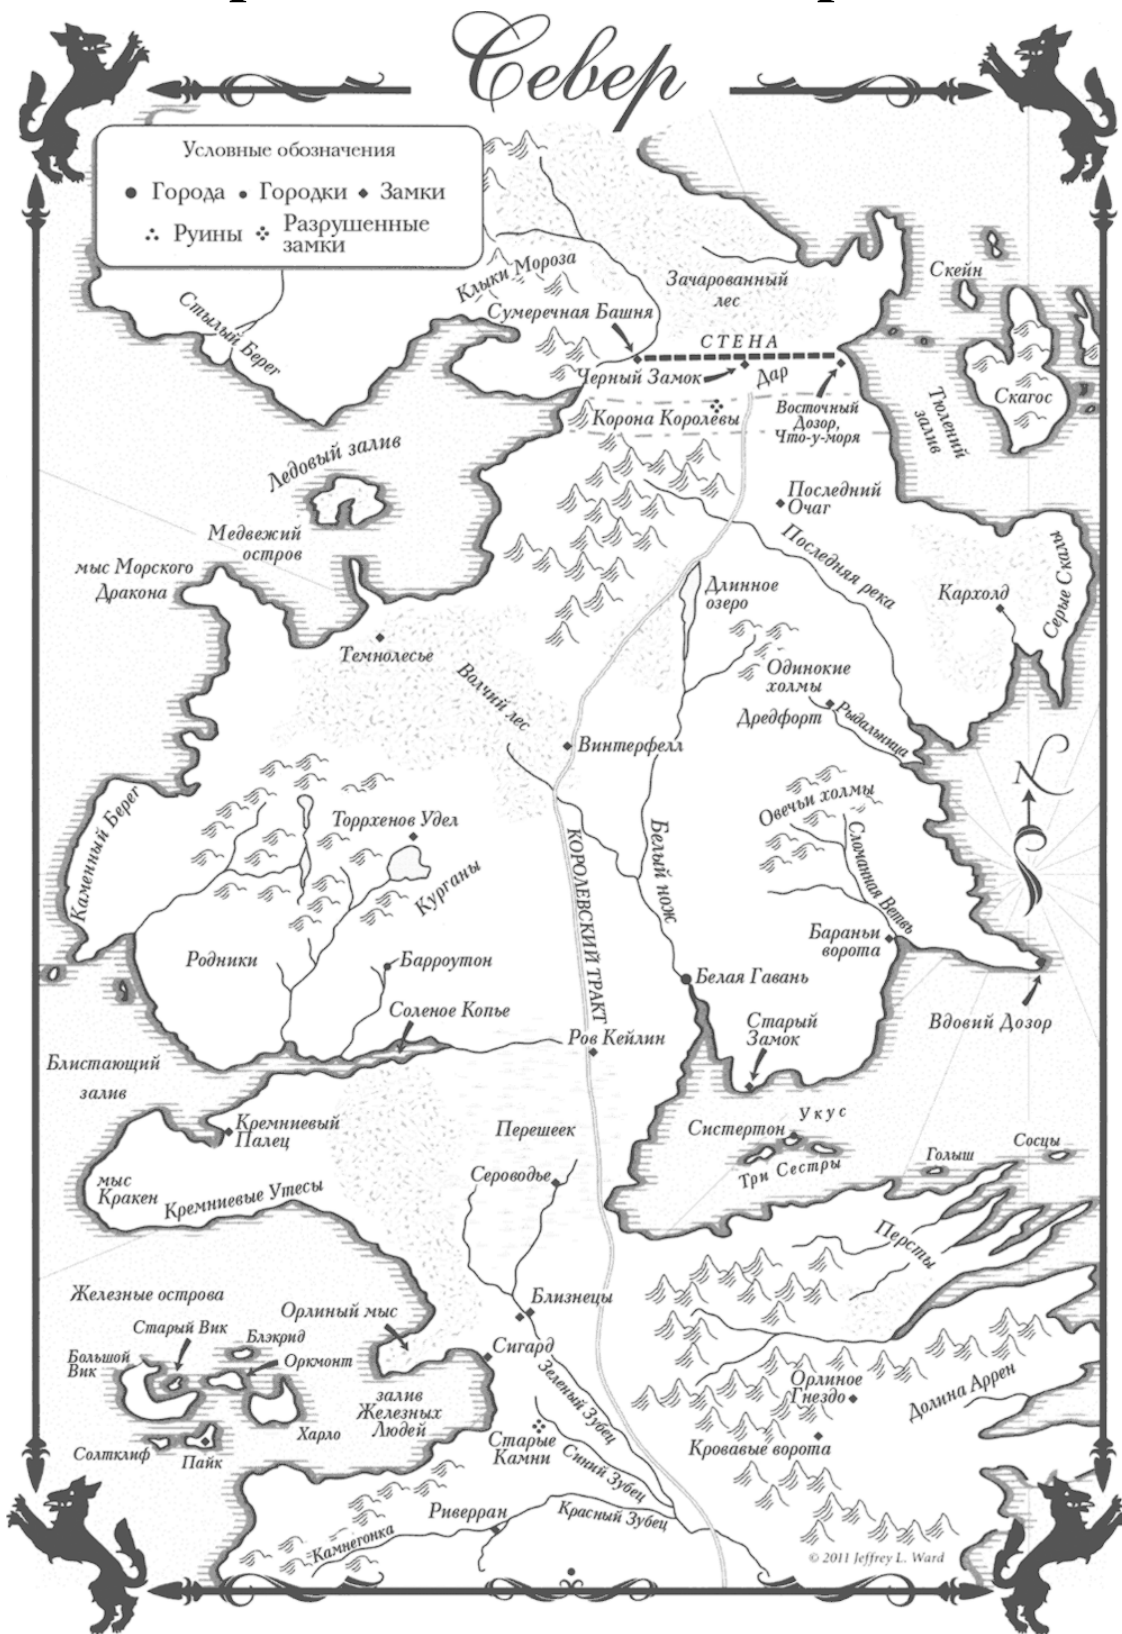 Север
Условные обозначения
Города
Городки
Замки
Руины
Разрушенные
замки
Клыки Мороза
Зачарованный
лес
Скейн
Стылый Берег
Сумеречная Башня
СТЕНА
Черный Замок
Дар
Скагос
Корона Королевы
Восточный
Дозор,
Что-у-моря
Тюлений
залив
Ледовый залив
Последний
Очаг
Медвежий
остров
мыс Морского
Дракона
Последняя река
Длинное
озеро
Кархолд
Серые Скалы
Темнолесье
Волчий лес
Одинокие
холмы
Дредфорт
Рыдальница
Винтерфелл
Каменный Берег
Торрхенов Удел
Овечьи холмы
Сломанная Ветвь
КОРОЛЕВСКИЙ ТРАКТ
Белый нож
Курганы
Бараньи
ворота
Родники
Барроутон
Белая Гавань
Соленое Копье
Старый
Замок
Вдовий Дозор
Ров Кейлин
Блистающий
залив
Кремниевый
Палец
Перешеек
Систертон
Укус
Три Сестры
Голыш
Сосцы
мыс
Кракен
Кремниевые Утесы
Сероводье
Персты
Железные острова
Орлиный мыс
Близнецы
Старый Вик
Блэкрид
Большой
Вик
Оркмонт
Сигард
Зеленый Зубец
Орлиное
Гнездо
Долина Аррен
залив
Железных
Людей
Харло
Солтклиф
Пайк
Старые
Камни
Синий Зубец
Кровавые ворота
Риверран
Красный Зубец
Камнегонка
© 2011 Jeffrey L. Ward